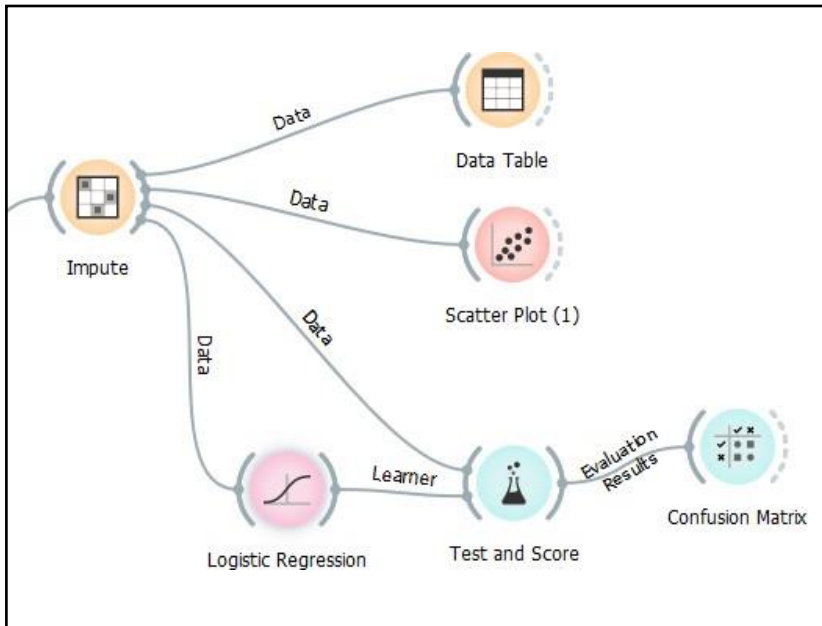 Data
Data Table
Data
Impute
Scatter Plot (1)
Data
Data
Learner
Evaluation
Results
Logistic Regression
Test and Score
Confusion Matrix